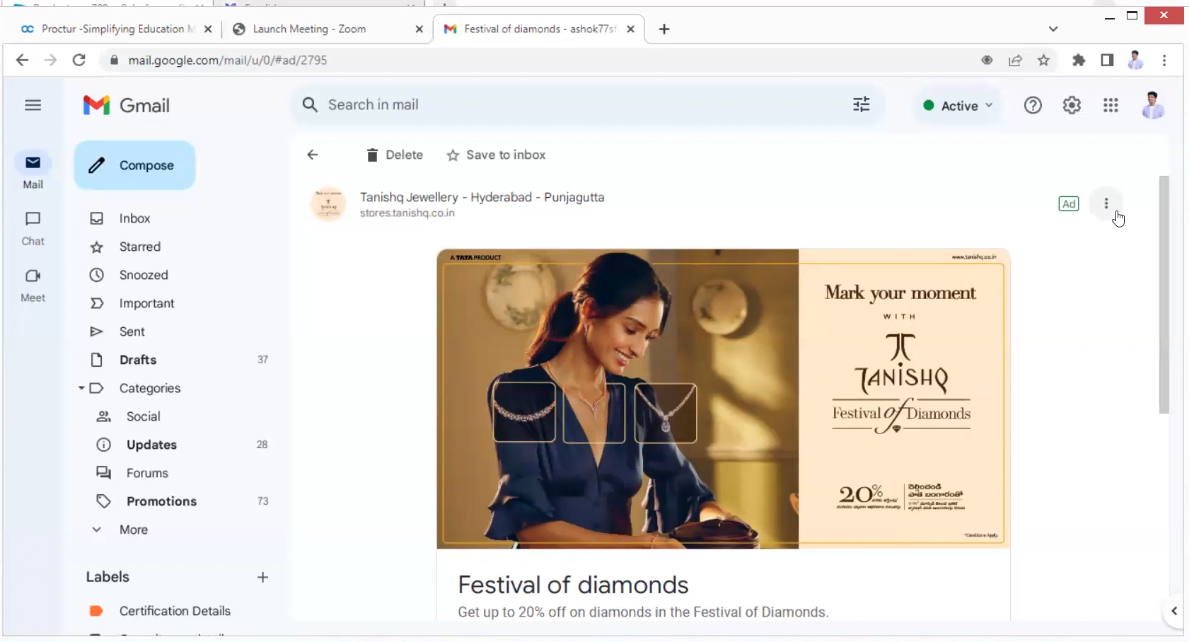 Proctur -Simplifying Education M
Launch Meeting - Zoom
Festival of diamonds - ashok77s
mail.google.com/mail/u/0/#ad/2795
Gmail
Search in mail
Active
Mail
Chat
Meet
Compose
Inbox
Starred
Snoozed
Important
Sent
Drafts 37
Categories
Social
Updates 28
Forums
Promotions 73
More
Labels
Certification Details
Delete
Save to inbox
Tanishq Jewellery - Hyderabad - Punjagutta
stores.tanishq.co.in
Ad
A TATA PRODUCT
www.tanishq.co.in
Mark your moment
WITH
TANISHQ
Festival of Diamonds
20%
*Conditions Apply.
Festival of diamonds
Get up to 20% off on diamonds in the Festival of Diamonds.